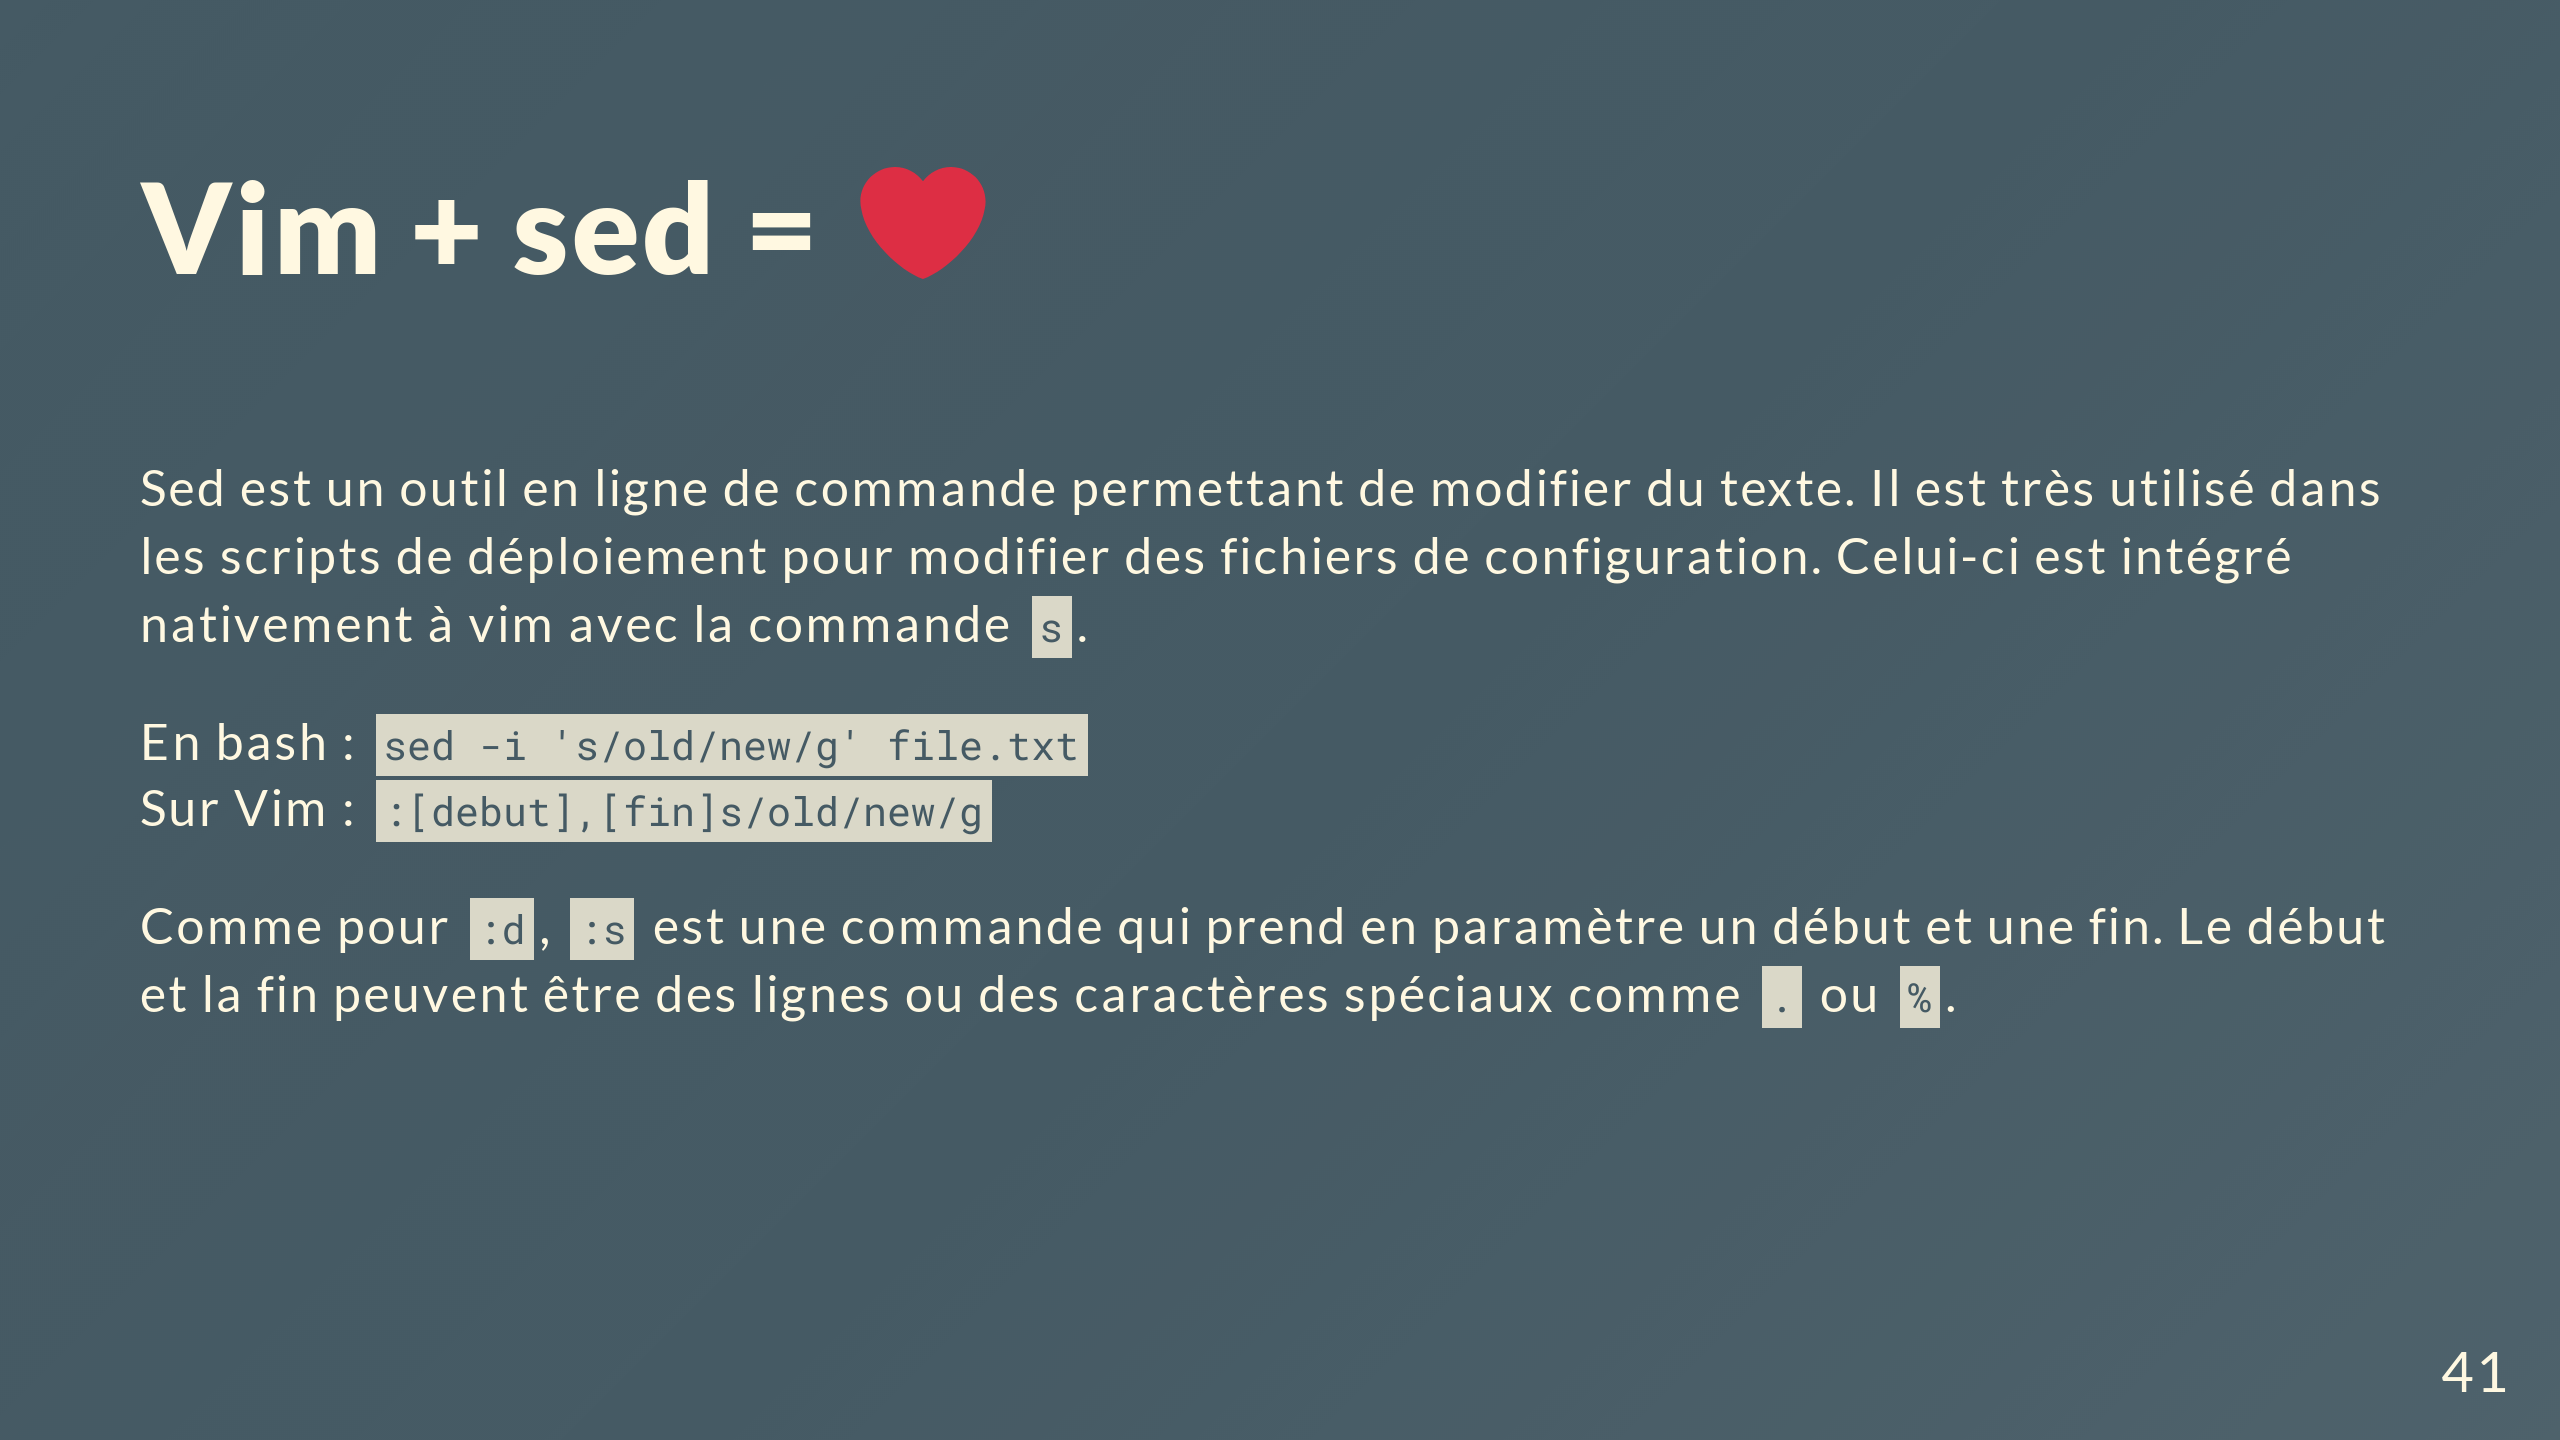 Vim + sed = ❤️
Sed est un outil en ligne de commande permettant de modifier du texte. Il est très utilisé dans
les scripts de déploiement pour modifier des fichiers de configuration. Celui-ci est intégré
nativement à vim avec la commande s.
En bash : sed -i 's/old/new/g' file.txt
Sur Vim : :[debut],[fin]s/old/new/g
Comme pour :d, :s est une commande qui prend en paramètre un début et une fin. Le début
et la fin peuvent être des lignes ou des caractères spéciaux comme . ou %.
41